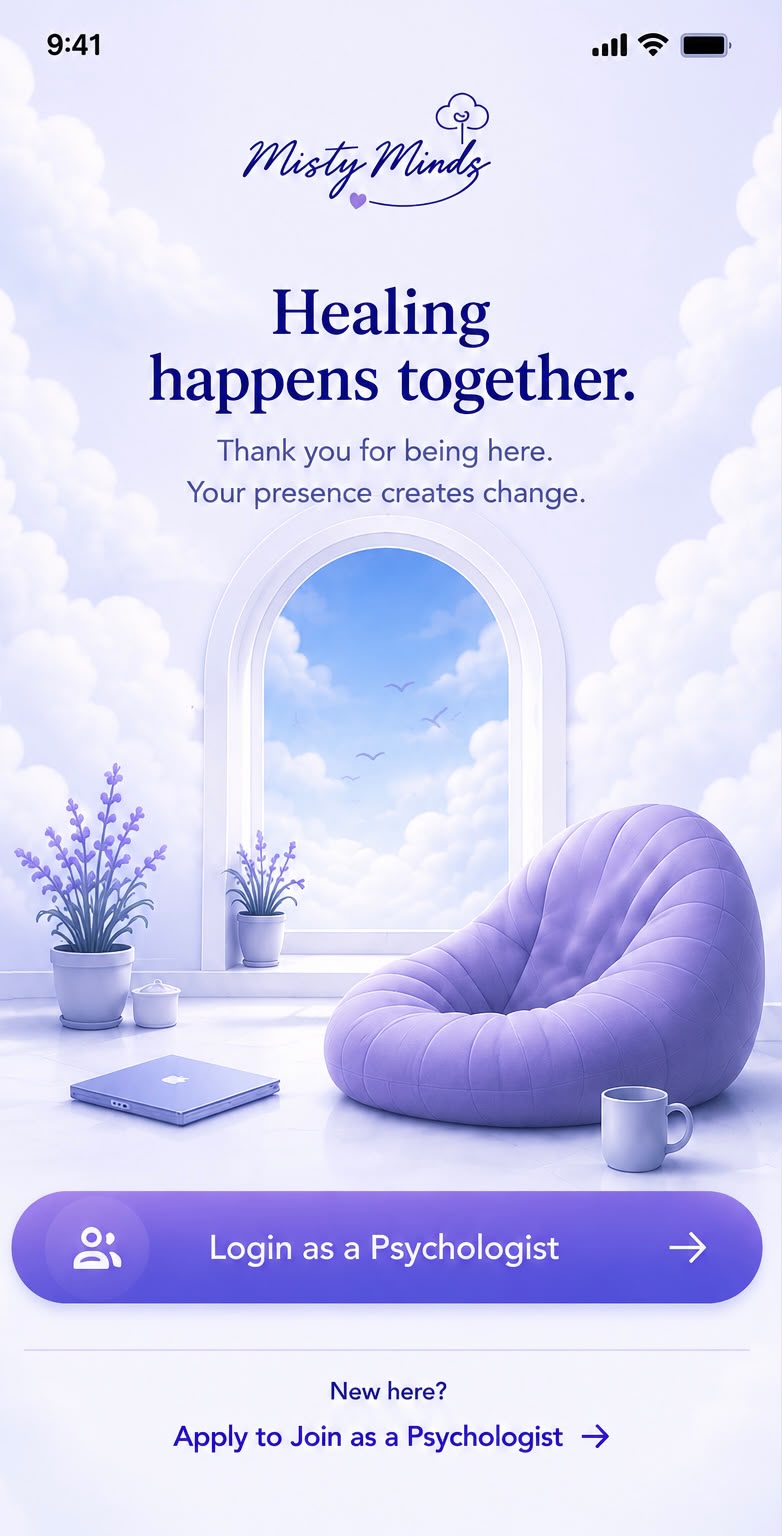 9:41
Misty Minds
Healing
happens together.
Thank you for being here.
Your presence creates change.
Login as a Psychologist
New here?
Apply to Join as a Psychologist